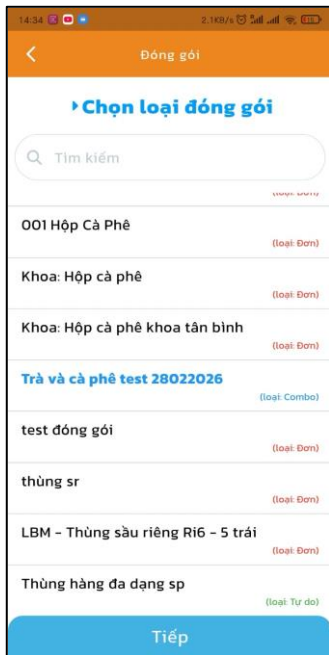 14:34 2.1KB/s
Đóng gói
Chọn loại đóng gói
Tìm kiếm
(loại: Đơn)
001 Hộp Cà Phê
(loại: Đơn)
Khoa: Hộp cà phê
(loại: Đơn)
Khoa: Hộp cà phê khoa tân bình
(loại: Đơn)
Trà và cà phê test 28022026
(loại: Combo)
test đóng gói
(loại: Đơn)
thùng sr
(loại: Đơn)
LBM - Thùng sầu riêng Ri6 - 5 trái
(loại: Đơn)
Thùng hàng đa dạng sp
(loại: Tự do)
Tiếp